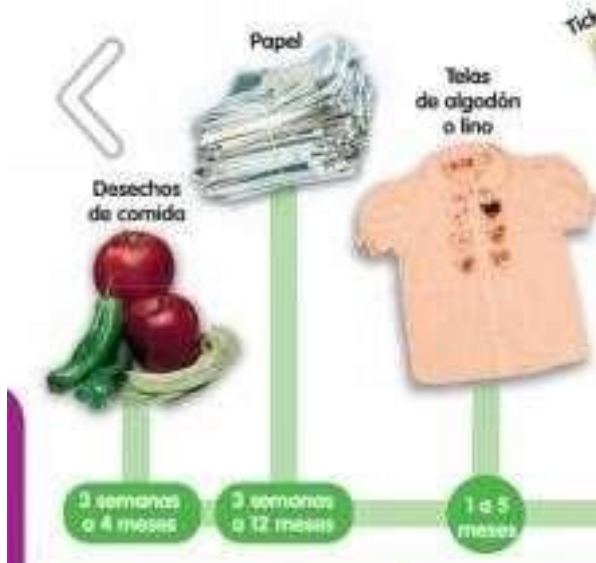 Papel
Telas
de algodón
o lino
Desechos
de comida
3 semanas
a 4 meses
3 semanas
a 12 meses
1 a 5
meses